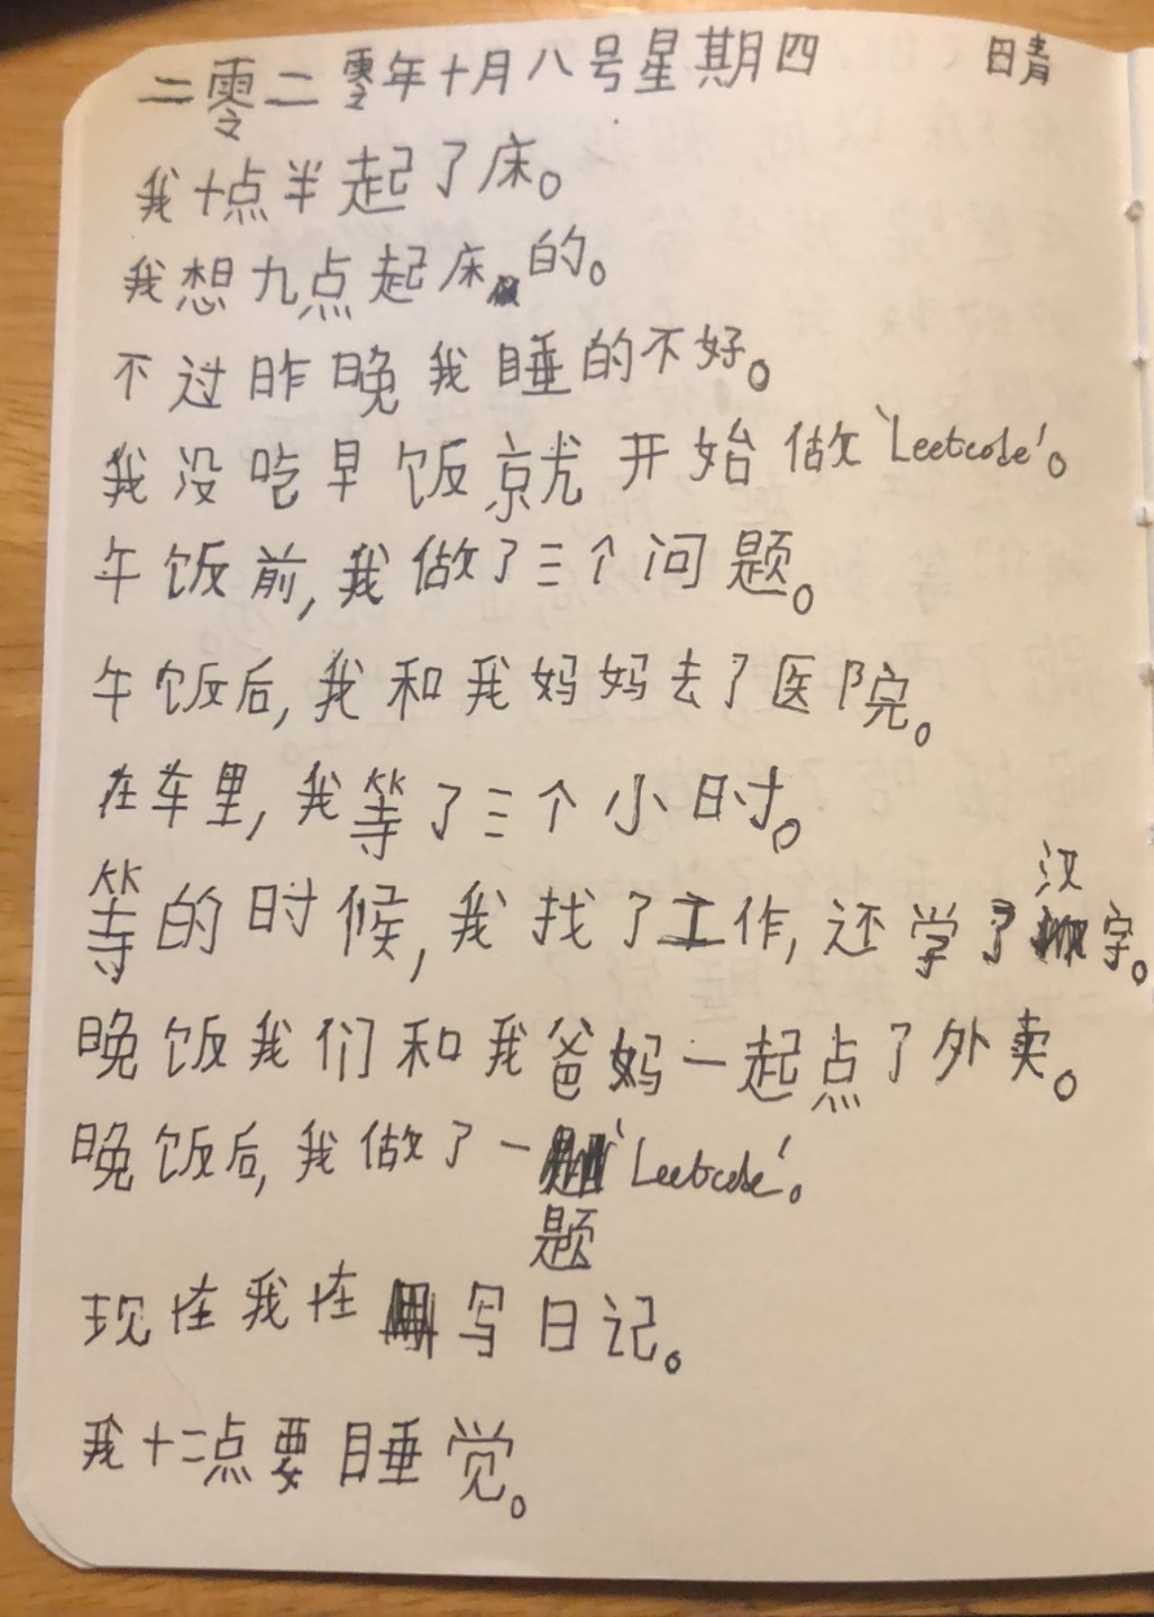 二零二零年十月八号星期四 晴
我十点半起了床。
我想九点起床的。
不过昨晚我睡的不好。
我没吃早饭就开始做‘Leetcode’。
午饭前,我做了三个问题。
午饭后,我和我妈妈去了医院。
在车里,我等了三个小时。
等的时候,我找了工作,还学了汉字。
晚饭我们和我爸妈一起点了外卖。
晚饭后,我做了一题‘Leetcode’。
现在我在写日记。
我十二点要睡觉。